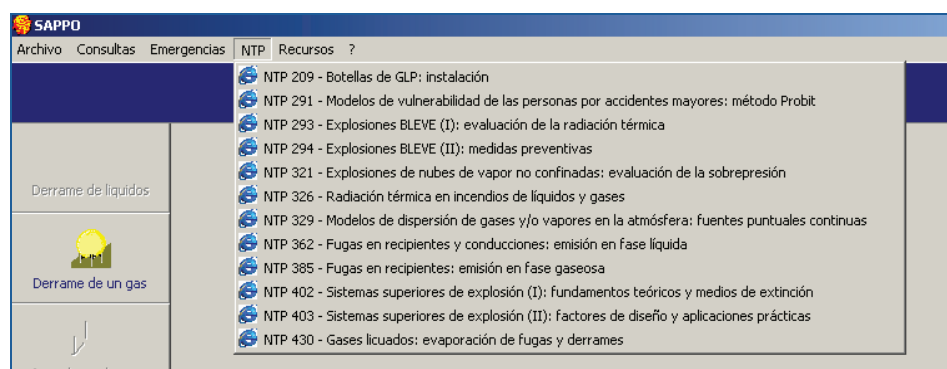 SAPPO
Archivo Consultas Emergencias NTP Recursos ?
NTP 209 - Botellas de GLP: instalación
NTP 291 - Modelos de vulnerabilidad de las personas por accidentes mayores: método Probit
NTP 293 - Explosiones BLEVE (I): evaluación de la radiación térmica
NTP 294 - Explosiones BLEVE (II): medidas preventivas
NTP 321 - Explosiones de nubes de vapor no confinadas: evaluación de la sobrepresión
NTP 326 - Radiación térmica en incendios de líquidos y gases
NTP 329 - Modelos de dispersión de gases y/o vapores en la atmósfera: fuentes puntuales continuas
NTP 362 - Fugas en recipientes y conducciones: emisión en fase líquida
NTP 385 - Fugas en recipientes: emisión en fase gaseosa
NTP 402 - Sistemas superiores de explosión (I): fundamentos teóricos y medios de extinción
NTP 403 - Sistemas superiores de explosión (II): factores de diseño y aplicaciones prácticas
NTP 430 - Gases licuados: evaporación de fugas y derrames
Derrame de liquidos
Derrame de un gas